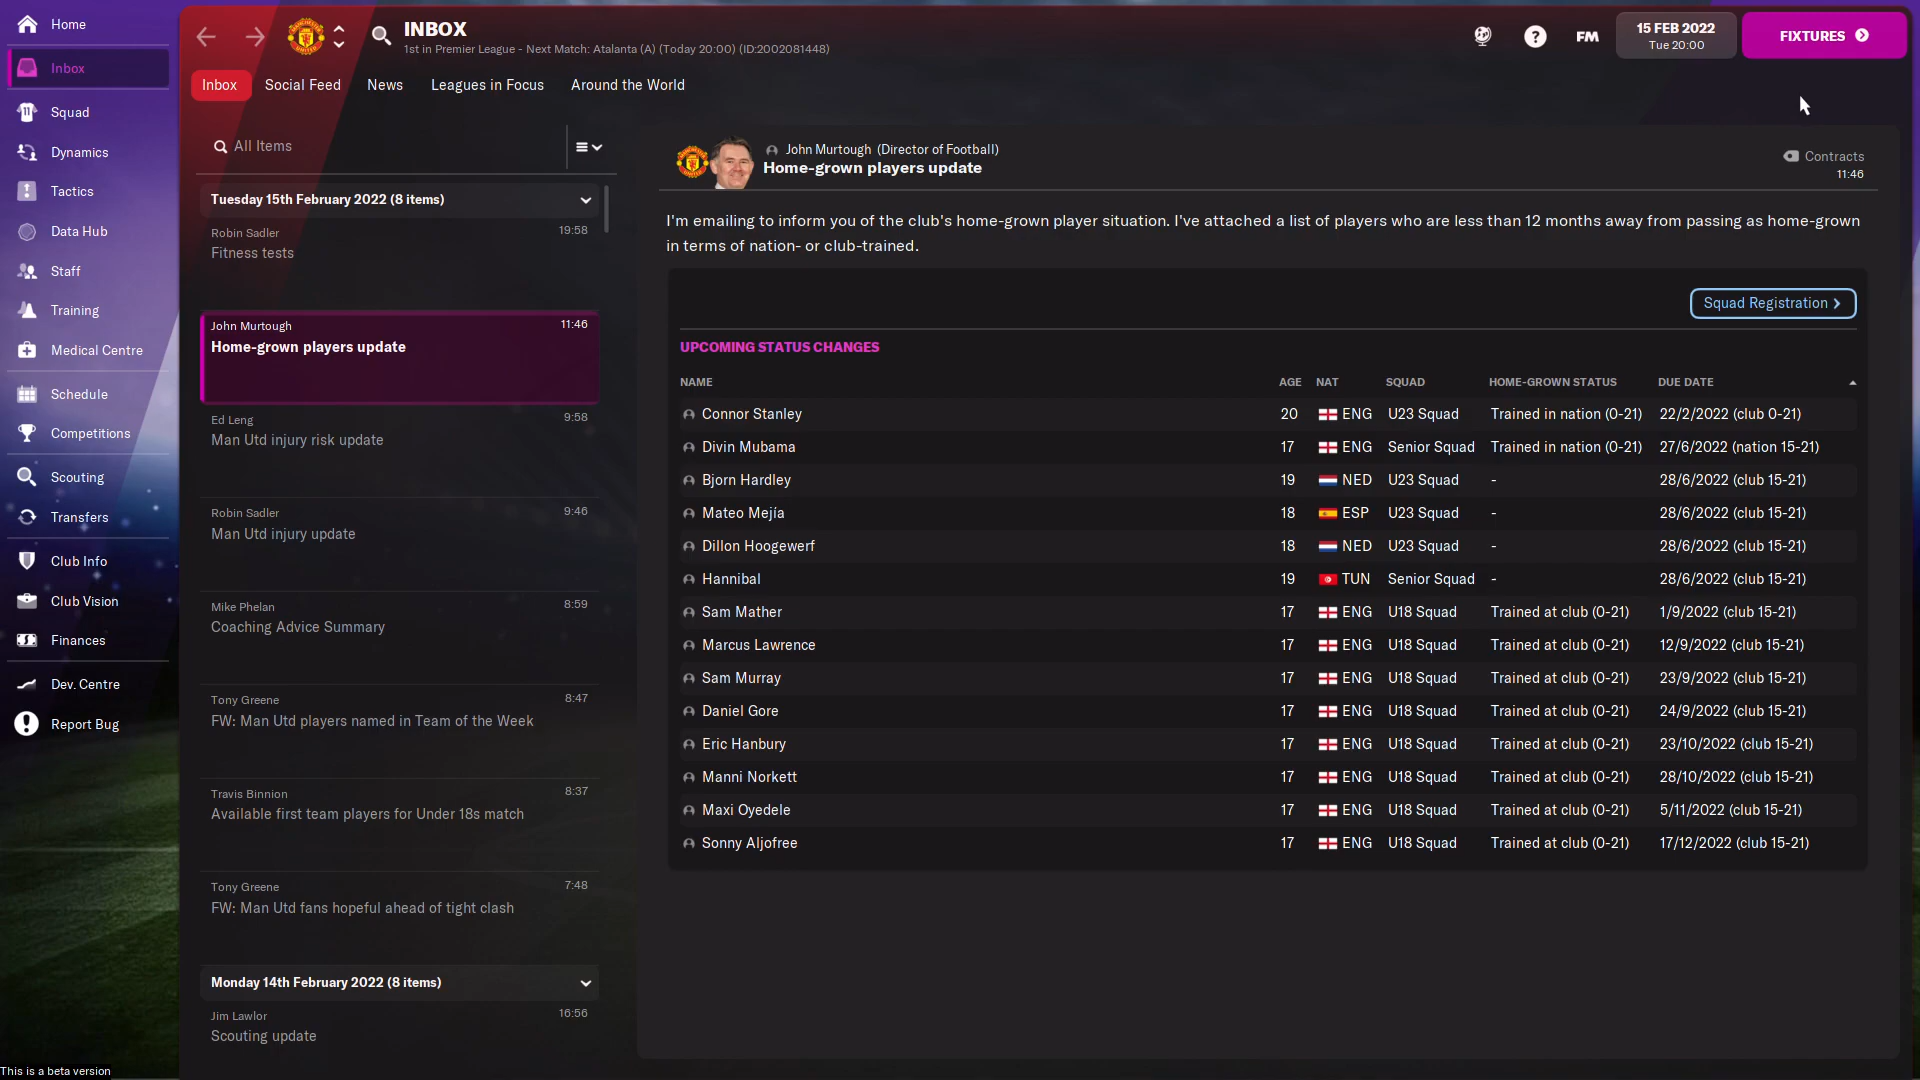 Home
Inbox
Squad
Dynamics
Tactics
Data Hub
Staff
Training
Medical Centre
Schedule
Competitions
Scouting
Transfers
Club Info
Club Vision
Finances
Dev. Centre
Report Bug
This is a beta version
INBOX
1st in Premier League - Next Match: Atalanta (A) (Today 20:00) (ID:2002081448)
FM
15 FEB 2022
Tue 20:00
FIXTURES
Inbox Social Feed News Leagues in Focus Around the World
All Items
Tuesday 15th February 2022 (8 items)
Robin Sadler 19:58
Fitness tests
John Murtough 11:46
Home-grown players update
Ed Leng 9:58
Man Utd injury risk update
Robin Sadler 9:46
Man Utd injury update
Mike Phelan 8:59
Coaching Advice Summary
Tony Greene 8:47
FW: Man Utd players named in Team of the Week
Travis Binnion 8:37
Available first team players for Under 18s match
Tony Greene 7:48
FW: Man Utd fans hopeful ahead of tight clash
Monday 14th February 2022 (8 items)
Jim Lawlor 16:56
Scouting update
John Murtough (Director of Football)
Home-grown players update
Contracts
11:46
I'm emailing to inform you of the club's home-grown player situation. I've attached a list of players who are less than 12 months away from passing as home-grown
in terms of nation- or club-trained.
Squad Registration
UPCOMING STATUS CHANGES
NAME AGE NAT SQUAD HOME-GROWN STATUS DUE DATE
Connor Stanley 20 ENG U23 Squad Trained in nation (0-21) 22/2/2022 (club 0-21)
Divin Mubama 17 ENG Senior Squad Trained in nation (0-21) 27/6/2022 (nation 15-21)
Bjorn Hardley 19 NED U23 Squad - 28/6/2022 (club 15-21)
Mateo Mejía 18 ESP U23 Squad - 28/6/2022 (club 15-21)
Dillon Hoogewerf 18 NED U23 Squad - 28/6/2022 (club 15-21)
Hannibal 19 TUN Senior Squad - 28/6/2022 (club 15-21)
Sam Mather 17 ENG U18 Squad Trained at club (0-21) 1/9/2022 (club 15-21)
Marcus Lawrence 17 ENG U18 Squad Trained at club (0-21) 12/9/2022 (club 15-21)
Sam Murray 17 ENG U18 Squad Trained at club (0-21) 23/9/2022 (club 15-21)
Daniel Gore 17 ENG U18 Squad Trained at club (0-21) 24/9/2022 (club 15-21)
Eric Hanbury 17 ENG U18 Squad Trained at club (0-21) 23/10/2022 (club 15-21)
Manni Norkett 17 ENG U18 Squad Trained at club (0-21) 28/10/2022 (club 15-21)
Maxi Oyedele 17 ENG U18 Squad Trained at club (0-21) 5/11/2022 (club 15-21)
Sonny Aljofree 17 ENG U18 Squad Trained at club (0-21) 17/12/2022 (club 15-21)